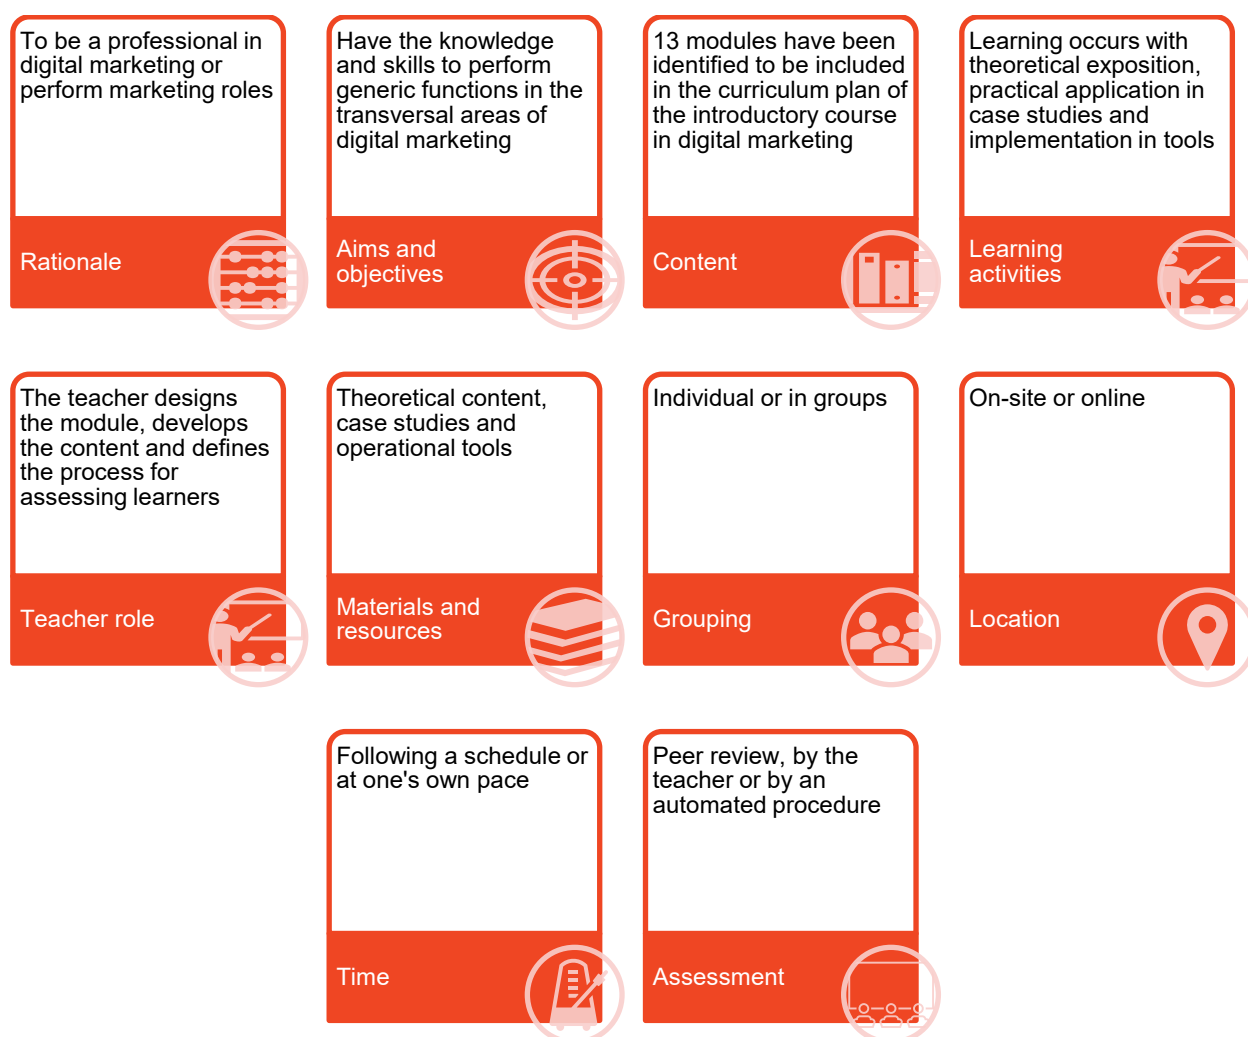 To be a professional in
digital marketing or
perform marketing roles
Rationale
Have the knowledge
and skills to perform
generic functions in the
transversal areas of
digital marketing
Aims and
objectives
13 modules have been
identified to be included
in the curriculum plan of
the introductory course
in digital marketing
Content
Learning occurs with
theoretical exposition,
practical application in
case studies and
implementation in tools
Learning
activities
The teacher designs
the module, develops
the content and defines
the process for
assessing learners
Teacher role
Theoretical content,
case studies and
operational tools
Materials and
resources
Individual or in groups
Grouping
On-site or online
Location
Following a schedule or
at one's own pace
Time
Peer review, by the
teacher or by an
automated procedure
Assessment